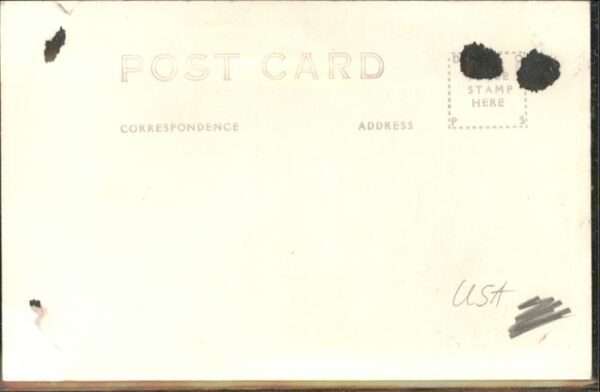 POST CARD
STAMP
HERE
P S
CORRESPONDENCE
ADDRESS
USA